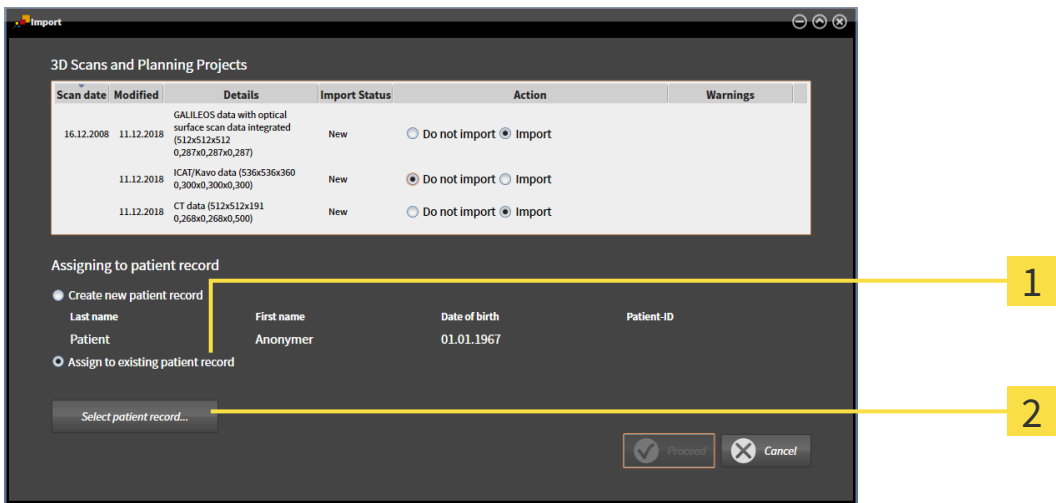 Import
3D Scans and Planning Projects
Scan date Modified Details Import Status Action Warnings
GALILEOS data with optical
surface scan data integrated
(512x512x512
0,287x0,287x0,287)
16.12.2008 11.12.2018 New Do not import Import
ICAT/Kavo data (536x536x360
0,300x0,300x0,300)
11.12.2018 New Do not import Import
CT data (512x512x191
0,268x0,268x0,500)
11.12.2018 New Do not import Import
Assigning to patient record
1
Create new patient record
Last name First name Date of birth Patient-ID
Patient Anonymer 01.01.1967
Assign to existing patient record
Select patient record...
2
Proceed Cancel